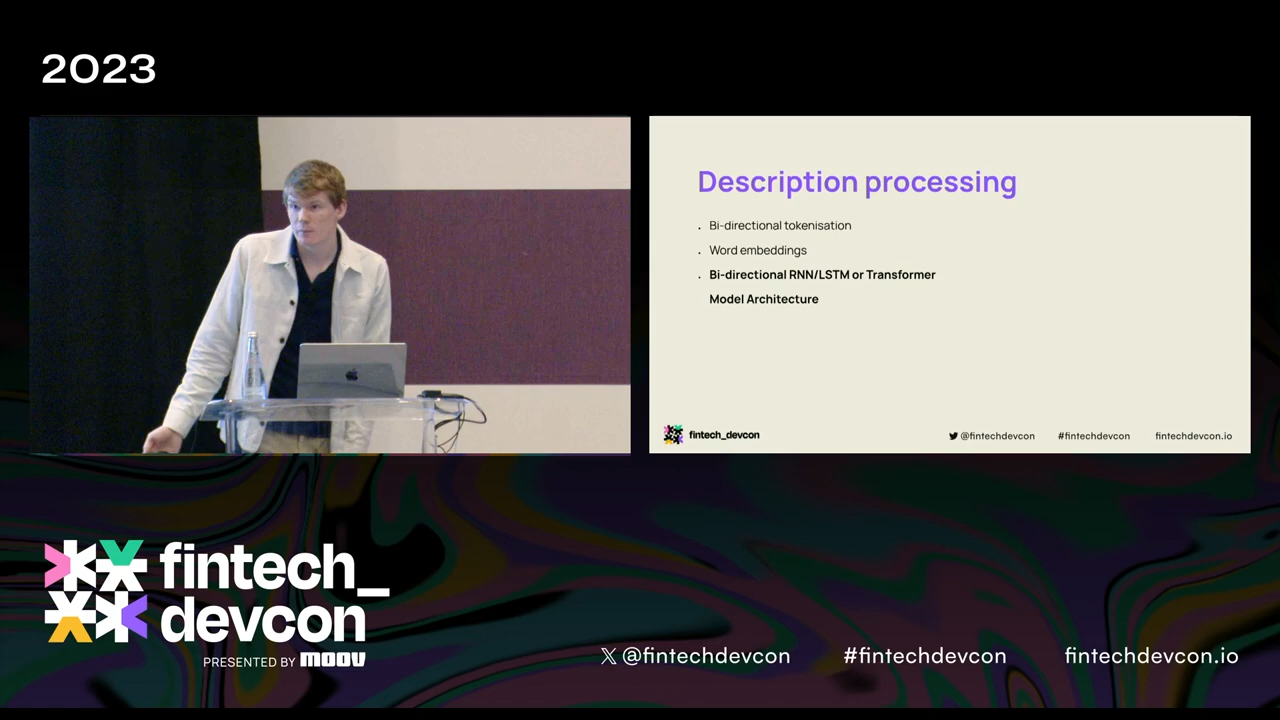 2023
Description processing
. Bi-directional tokenisation
. Word embeddings
. Bi-directional RNN/LSTM or Transformer
Model Architecture
fintech_devcon
@fintechdevcon
#fintechdevcon
fintechdevcon.io
fintech_
devcon
PRESENTED BY moov
@fintechdevcon
#fintechdevcon
fintechdevcon.io